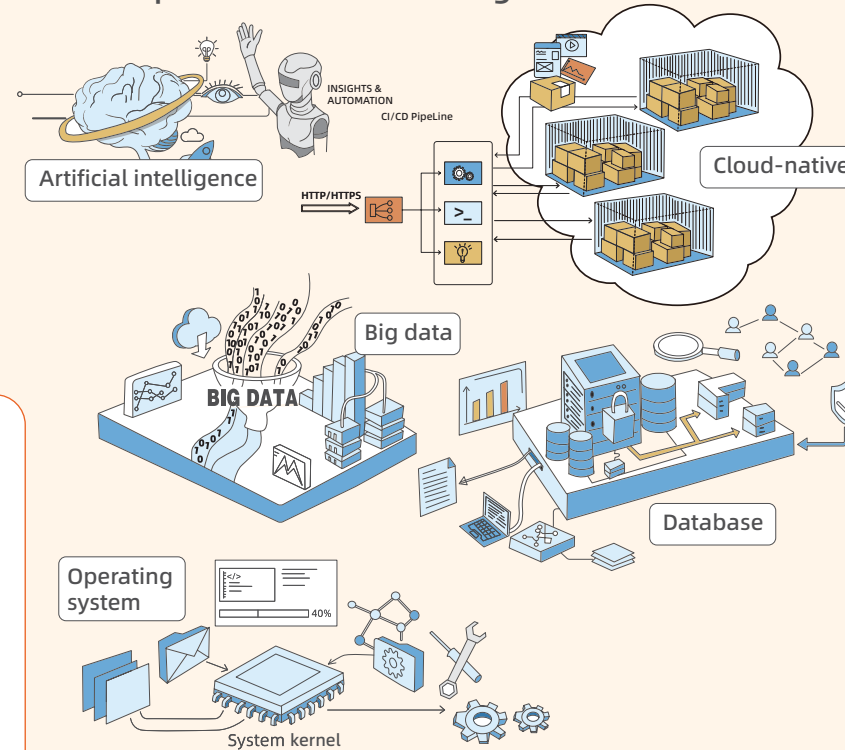 INSIGHTS &
AUTOMATION
CI/CD PipeLine
Artificial intelligence
Cloud-native
HTTP/HTTPS
>_
Big data
BIG DATA
Database
Operating
system
</>
40%
System kernel